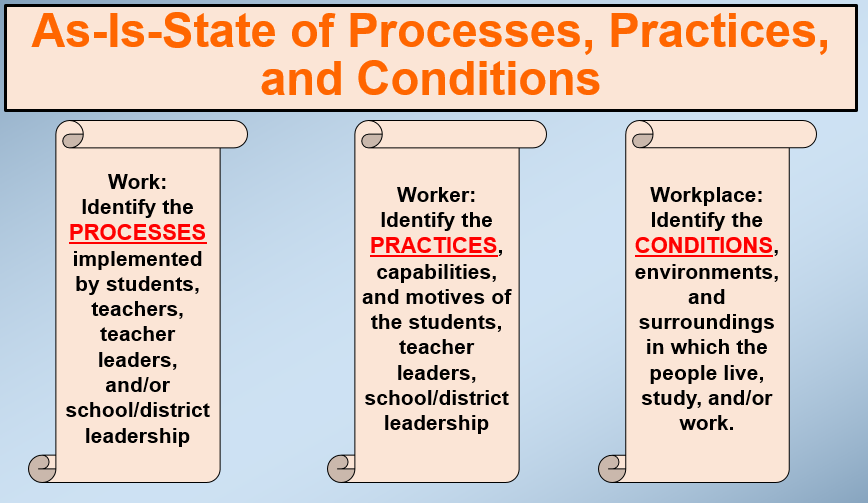 As-Is-State of Processes, Practices,
and Conditions
Work:
Identify the
PROCESSES
implemented
by students,
teachers,
teacher
leaders,
and/or
school/district
leadership
Worker:
Identify the
PRACTICES,
capabilities,
and motives of
the students,
teacher
leaders,
school/district
leadership
Workplace:
Identify the
CONDITIONS,
environments,
and
surroundings
in which the
people live,
study, and/or
work.